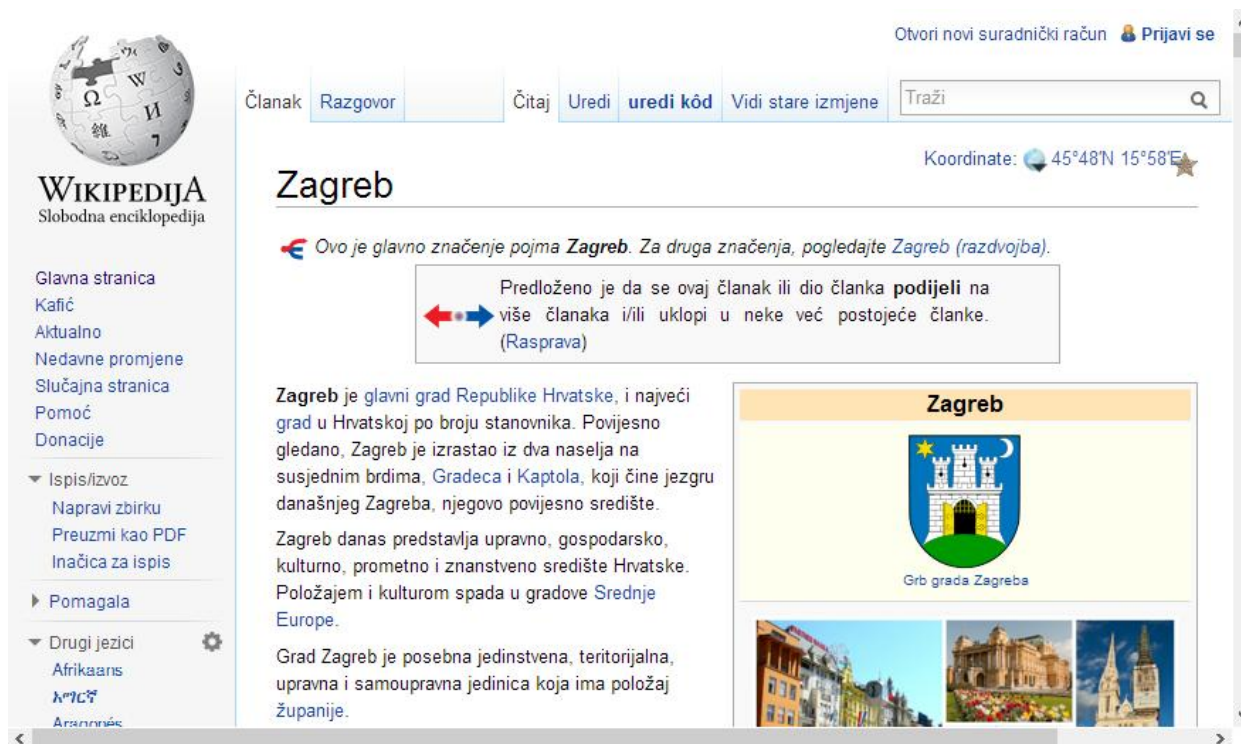 Otvori novi suradnički račun Prijavi se
Članak Razgovor Čitaj Uredi uredi kôd Vidi stare izmjene Traži
Ω W И 雜 7
WIKIPEDIJA
Slobodna enciklopedija
Glavna stranica
Kafić
Aktualno
Nedavne promjene
Slučajna stranica
Pomoć
Donacije
Ispis/izvoz
Napravi zbirku
Preuzmi kao PDF
Inačica za ispis
Pomagala
Drugi jezici
Afrikaans
አማርኛ
Aragonés
Koordinate: 45°48′N 15°58′E
Zagreb
Ovo je glavno značenje pojma Zagreb. Za druga značenja, pogledajte Zagreb (razdvojba).
Predloženo je da se ovaj članak ili dio članka podijeli na
više članaka i/ili uklopi u neke već postojeće članke.
(Rasprava)
Zagreb je glavni grad Republike Hrvatske, i najveći
grad u Hrvatskoj po broju stanovnika. Povijesno
gledano, Zagreb je izrastao iz dva naselja na
susjednim brdima, Gradeca i Kaptola, koji čine jezgru
današnjeg Zagreba, njegovo povijesno središte.
Zagreb danas predstavlja upravno, gospodarsko,
kulturno, prometno i znanstveno središte Hrvatske.
Položajem i kulturom spada u gradove Srednje
Europe.
Grad Zagreb je posebna jedinstvena, teritorijalna,
upravna i samoupravna jedinica koja ima položaj
županije.
Zagreb
Grb grada Zagreba